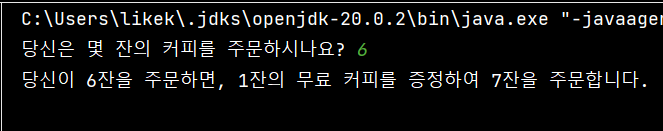 C:\Users\likek\.jdks\openjdk-20.0.2\bin\java.exe "-javaagen
당신은 몇 잔의 커피를 주문하시나요? 6
당신이 6잔을 주문하면, 1잔의 무료 커피를 증정하여 7잔을 주문합니다.